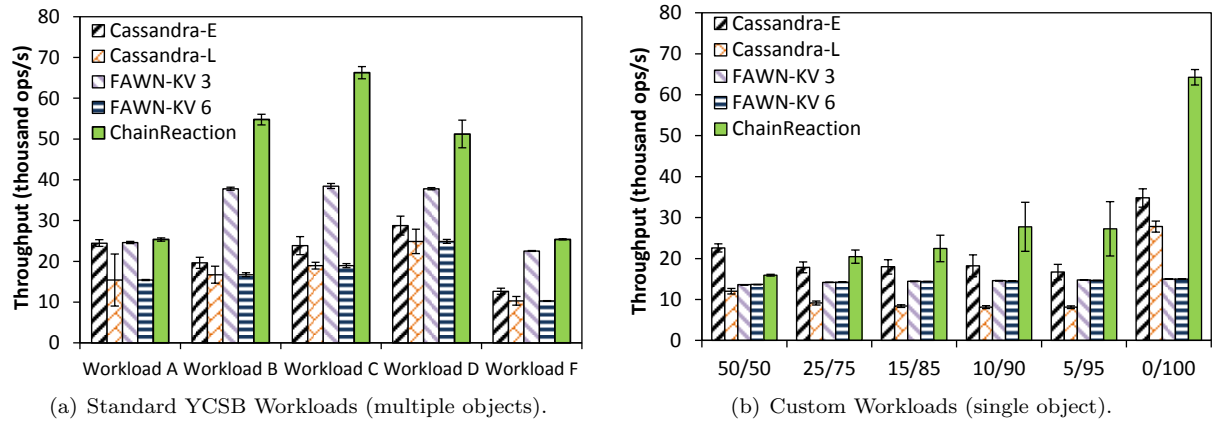 80
70
60
50
40
30
20
10
0
Throughput (thousand ops/s)
Cassandra-E
Cassandra-L
FAWN-KV 3
FAWN-KV 6
ChainReaction
Workload A Workload B Workload C Workload D Workload F
(a) Standard YCSB Workloads (multiple objects).
80
70
60
50
40
30
20
10
0
Throughput (thousand ops/s)
Cassandra-E
Cassandra-L
FAWN-KV 3
FAWN-KV 6
ChainReaction
50/50 25/75 15/85 10/90 5/95 0/100
(b) Custom Workloads (single object).